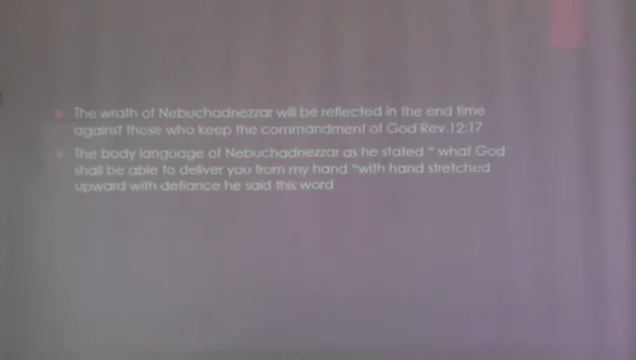 The wrath of Nebuchadnezzar will be reflected in the end time
against those who keep the commandment of God Rev.12:17
The body language of Nebuchadnezzar as he stated " what God
shall be able to deliver you from my hand "with hand stretched
upward with defiance he said this word